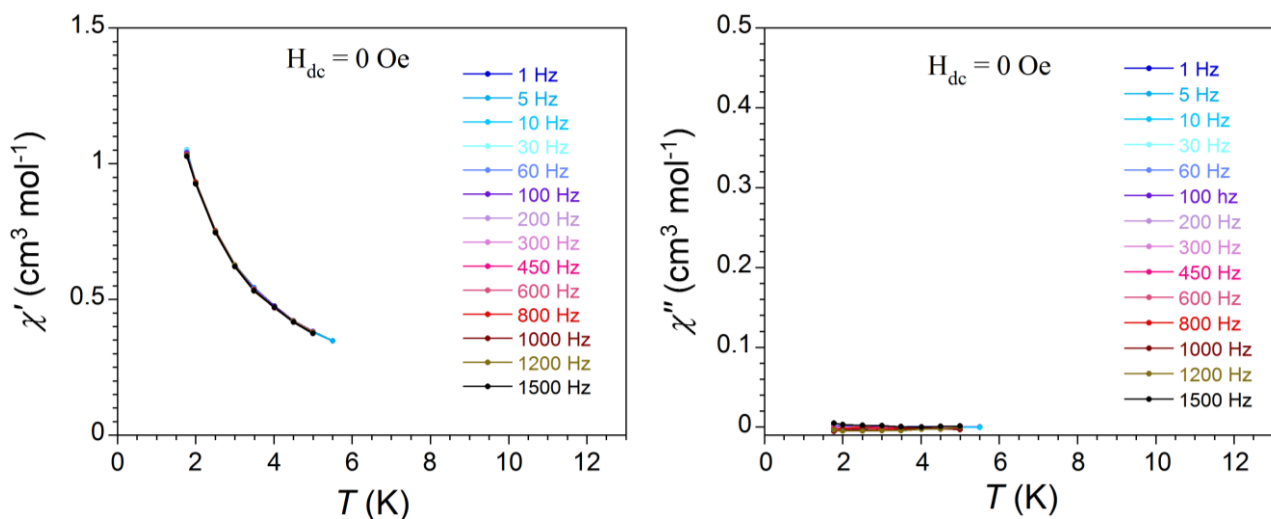 1.5
1
0.5
0
0 2 4 6 8 10 12
χ′ (cm³ mol⁻¹)
T (K)
H_dc = 0 Oe
1 Hz
5 Hz
10 Hz
30 Hz
60 Hz
100 Hz
200 Hz
300 Hz
450 Hz
600 Hz
800 Hz
1000 Hz
1200 Hz
1500 Hz
0.5
0.4
0.3
0.2
0.1
0
0 2 4 6 8 10 12
χ″ (cm³ mol⁻¹)
T (K)
H_dc = 0 Oe
1 Hz
5 Hz
10 Hz
30 Hz
60 Hz
100 hz
200 Hz
300 Hz
450 Hz
600 Hz
800 Hz
1000 Hz
1200 Hz
1500 Hz